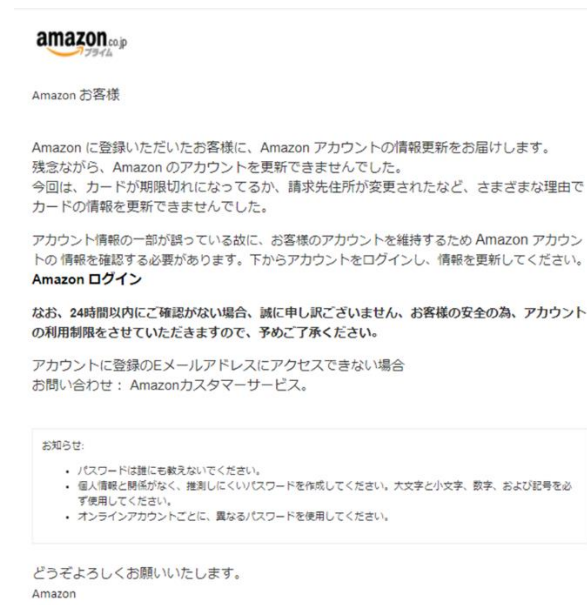 amazon.co.jp
プライム
Amazon お客様
Amazon に登録いただいたお客様に、Amazon アカウントの情報更新をお届けします。
残念ながら、Amazon のアカウントを更新できませんでした。
今回は、カードが期限切れになってるか、請求先住所が変更されたなど、さまざまな理由で
カードの情報を更新できませんでした。
アカウント情報の一部が誤っている故に、お客様のアカウントを維持するため Amazon アカウン
トの 情報を確認する必要があります。下からアカウントをログインし、情報を更新してください。
Amazon ログイン
なお、24時間以内にご確認がない場合、誠に申し訳ございません、お客様の安全の為、アカウント
の利用制限をさせていただきますので、予めご了承ください。
アカウントに登録のEメールアドレスにアクセスできない場合
お問い合わせ： Amazonカスタマーサービス。
お知らせ:
• パスワードは誰にも教えないでください。
• 個人情報と関係がなく、推測しにくいパスワードを作成してください。大文字と小文字、数字、および記号を必
ず使用してください。
• オンラインアカウントごとに、異なるパスワードを使用してください。
どうぞよろしくお願いいたします。
Amazon